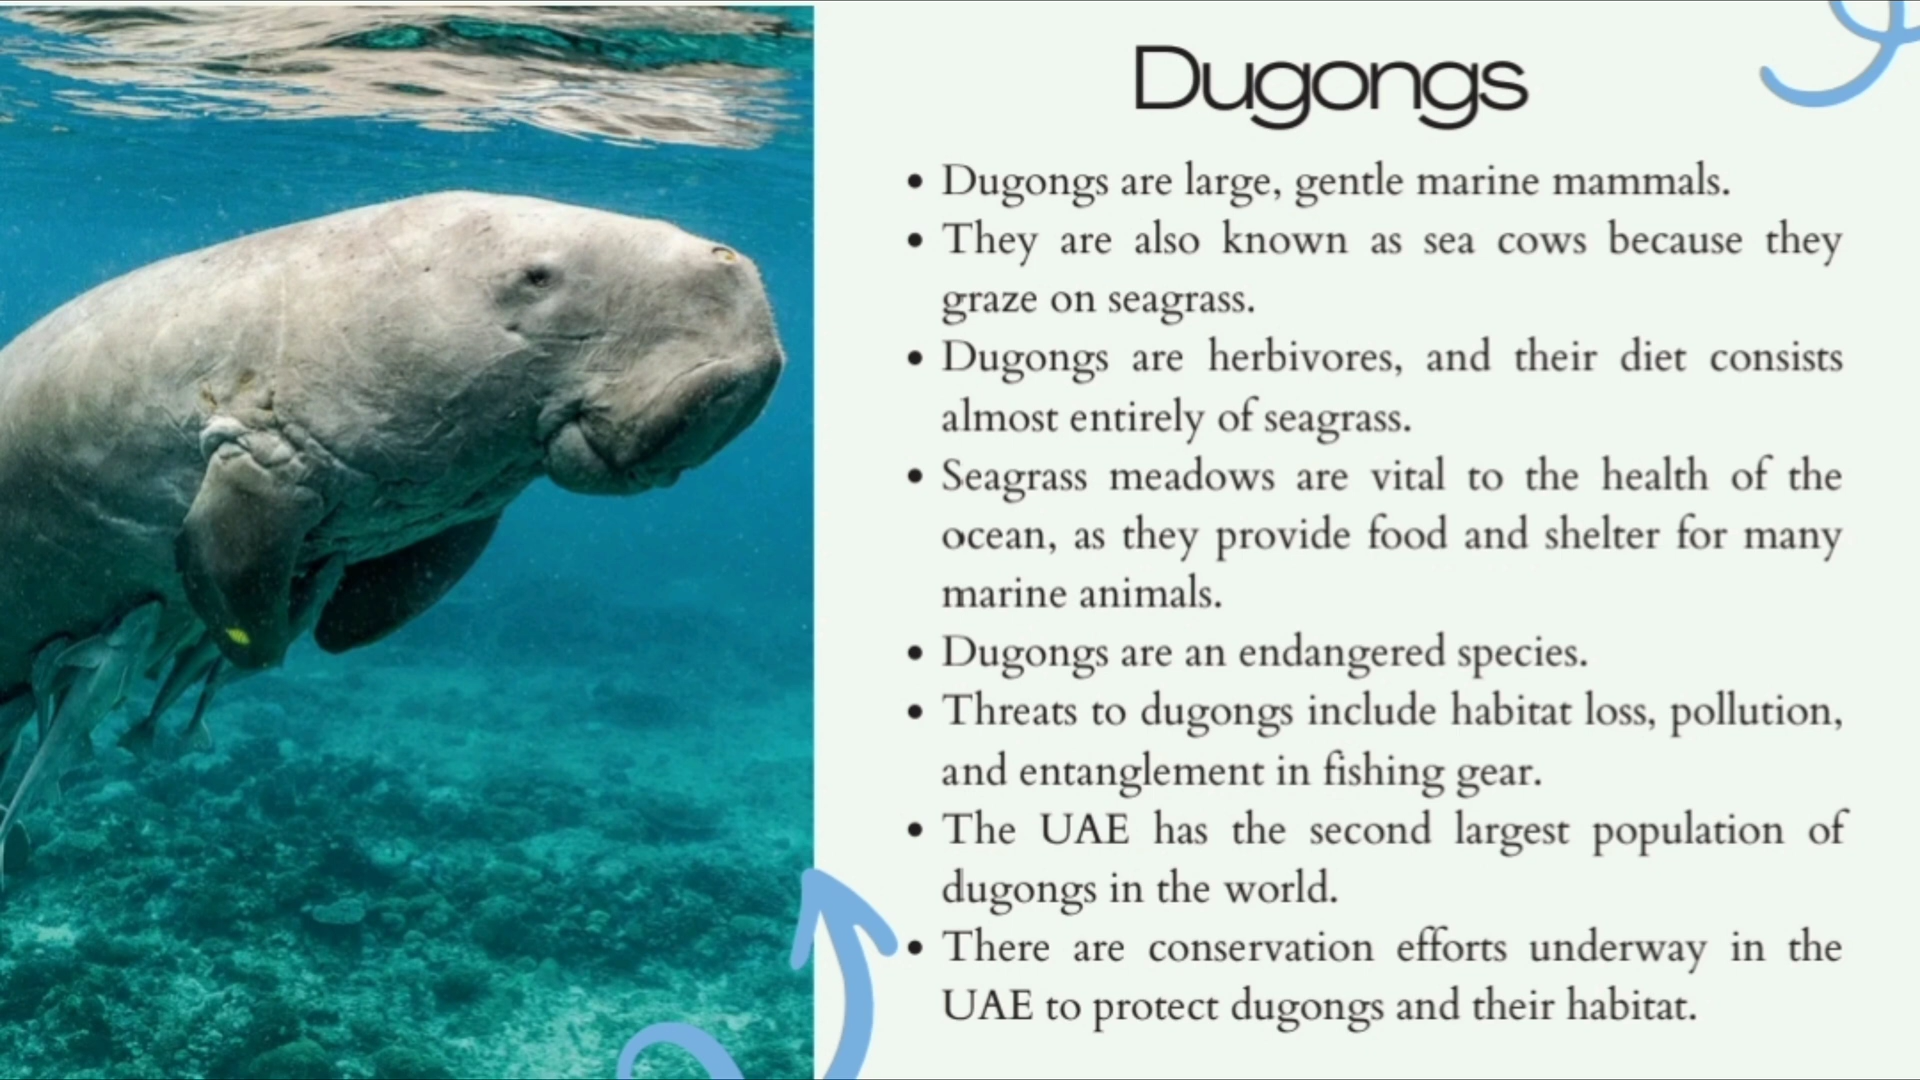 Dugongs
• Dugongs are large, gentle marine mammals.
• They are also known as sea cows because they
graze on seagrass.
• Dugongs are herbivores, and their diet consists
almost entirely of seagrass.
• Seagrass meadows are vital to the health of the
ocean, as they provide food and shelter for many
marine animals.
• Dugongs are an endangered species.
• Threats to dugongs include habitat loss, pollution,
and entanglement in fishing gear.
• The UAE has the second largest population of
dugongs in the world.
• There are conservation efforts underway in the
UAE to protect dugongs and their habitat.